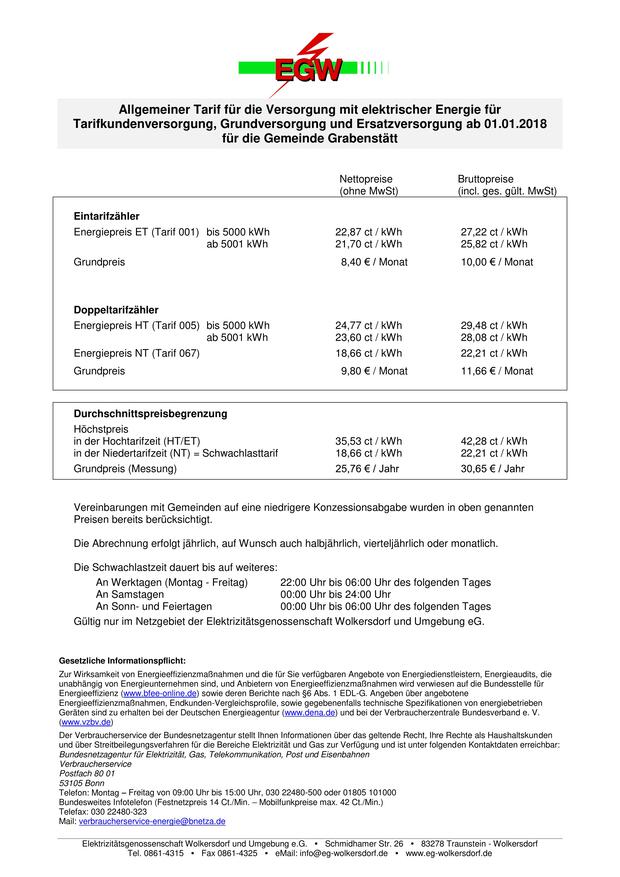 EGW
Allgemeiner Tarif für die Versorgung mit elektrischer Energie für
Tarifkundenversorgung, Grundversorgung und Ersatzversorgung ab 01.01.2018
für die Gemeinde Grabenstätt
Nettopreise Bruttopreise
(ohne MwSt) (incl. ges. gült. MwSt)
Eintarifzähler
Energiepreis ET (Tarif 001) bis 5000 kWh 22,87 ct / kWh 27,22 ct / kWh
ab 5001 kWh 21,70 ct / kWh 25,82 ct / kWh
Grundpreis 8,40 € / Monat 10,00 € / Monat
Doppeltarifzähler
Energiepreis HT (Tarif 005) bis 5000 kWh 24,77 ct / kWh 29,48 ct / kWh
ab 5001 kWh 23,60 ct / kWh 28,08 ct / kWh
Energiepreis NT (Tarif 067) 18,66 ct / kWh 22,21 ct / kWh
Grundpreis 9,80 € / Monat 11,66 € / Monat
Durchschnittspreisbegrenzung
Höchstpreis
in der Hochtarifzeit (HT/ET) 35,53 ct / kWh 42,28 ct / kWh
in der Niedertarifzeit (NT) = Schwachlasttarif 18,66 ct / kWh 22,21 ct / kWh
Grundpreis (Messung) 25,76 € / Jahr 30,65 € / Jahr
Vereinbarungen mit Gemeinden auf eine niedrigere Konzessionsabgabe wurden in oben genannten
Preisen bereits berücksichtigt.
Die Abrechnung erfolgt jährlich, auf Wunsch auch halbjährlich, vierteljährlich oder monatlich.
Die Schwachlastzeit dauert bis auf weiteres:
An Werktagen (Montag - Freitag) 22:00 Uhr bis 06:00 Uhr des folgenden Tages
An Samstagen 00:00 Uhr bis 24:00 Uhr
An Sonn- und Feiertagen 00:00 Uhr bis 06:00 Uhr des folgenden Tages
Gültig nur im Netzgebiet der Elektrizitätsgenossenschaft Wolkersdorf und Umgebung eG.
Gesetzliche Informationspflicht:
Zur Wirksamkeit von Energieeffizienzmaßnahmen und die für Sie verfügbaren Angebote von Energiedienstleistern, Energieaudits, die
unabhängig von Energieunternehmen sind, und Anbietern von Energieeffizienzmaßnahmen wird verwiesen auf die Bundesstelle für
Energieeffizienz (www.bfee-online.de) sowie deren Berichte nach §6 Abs. 1 EDL-G. Angaben über angebotene
Energieeffizienzmaßnahmen, Endkunden-Vergleichsprofile, sowie gegebenenfalls technische Spezifikationen von energiebetrieben
Geräten sind zu erhalten bei der Deutschen Energieagentur (www.dena.de) und bei der Verbraucherzentrale Bundesverband e. V.
(www.vzbv.de)
Der Verbraucherservice der Bundesnetzagentur stellt Ihnen Informationen über das geltende Recht, Ihre Rechte als Haushaltskunden
und über Streitbeilegungsverfahren für die Bereiche Elektrizität und Gas zur Verfügung und ist unter folgenden Kontaktdaten erreichbar:
Bundesnetzagentur für Elektrizität, Gas, Telekommunikation, Post und Eisenbahnen
Verbraucherservice
Postfach 80 01
53105 Bonn
Telefon: Montag – Freitag von 09:00 Uhr bis 15:00 Uhr, 030 22480-500 oder 01805 101000
Bundesweites Infotelefon (Festnetzpreis 14 Ct./Min. – Mobilfunkpreise max. 42 Ct./Min.)
Telefax: 030 22480-323
Mail: verbraucherservice-energie@bnetza.de
Elektrizitätsgenossenschaft Wolkersdorf und Umgebung e.G. • Schmidhamer Str. 26 • 83278 Traunstein - Wolkersdorf
Tel. 0861-4315 • Fax 0861-4325 • eMail: info@eg-wolkersdorf.de • www.eg-wolkersdorf.de